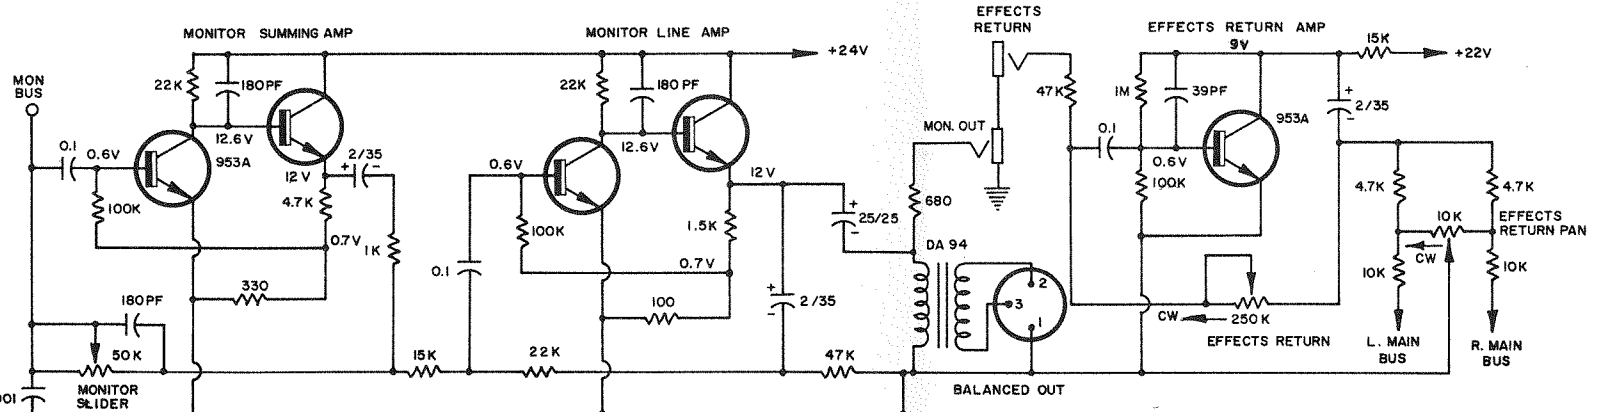 MONITOR SUMMING AMP
MONITOR LINE AMP
EFFECTS
RETURN
EFFECTS RETURN AMP
9V
15K
+22V
+24V
MON
BUS
22K
180PF
22K
180PF
47K
1M
39PF
+
2/35
-
953A
MON. OUT
0.1
0.6V
12.6V
953A
12V
2/35
+
-
0.6V
12.6V
12V
0.1
0.6V
100K
100K
4.7K
0.7V
1K
100K
1.5K
0.7V
+
25/25
-
680
DA 94
4.7K
4.7K
10K
EFFECTS
RETURN PAN
CW
10K
10K
0.1
330
100
+
2/35
-
2
3
1
CW
250K
EFFECTS RETURN
L. MAIN
BUS
R. MAIN
BUS
180PF
50K
MONITOR
SLIDER
15K
22K
47K
BALANCED OUT
001